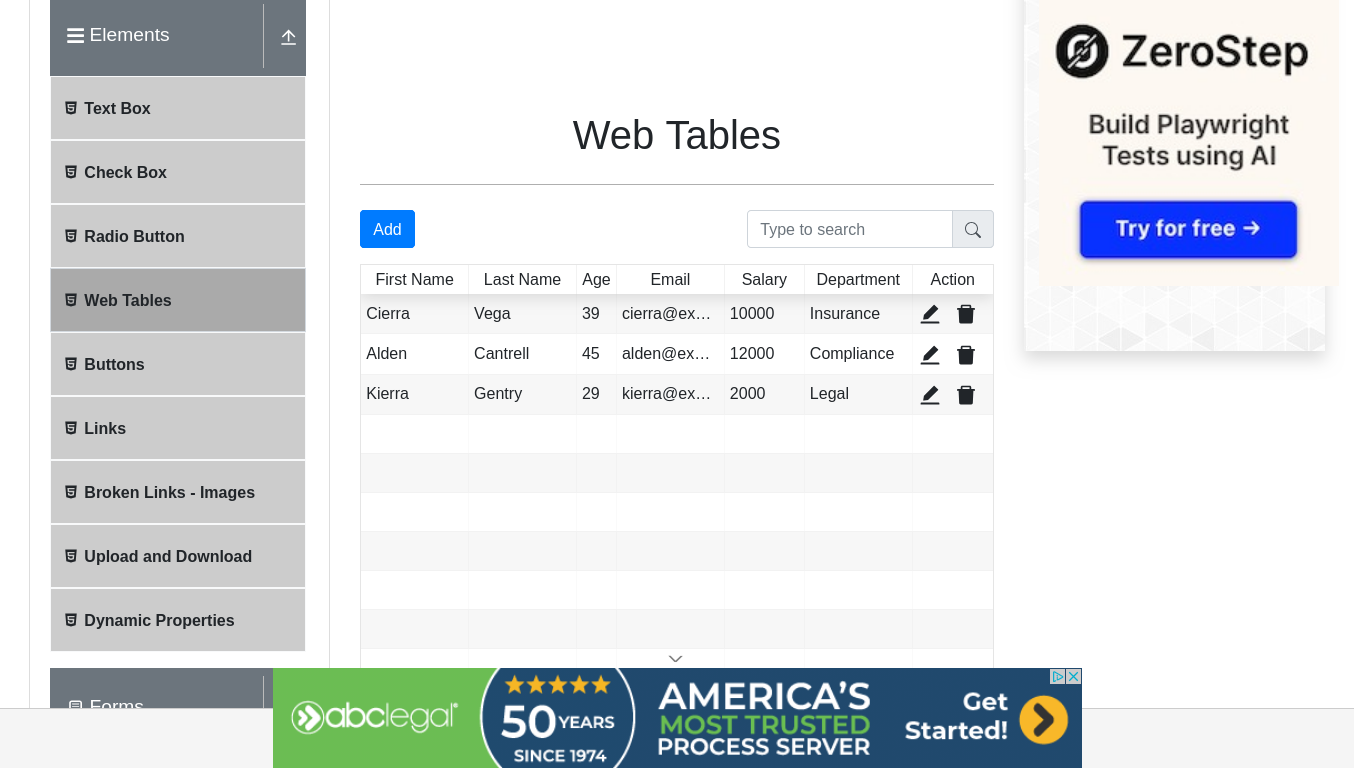 Elements
Text Box
Check Box
Radio Button
Web Tables
Buttons
Links
Broken Links - Images
Upload and Download
Dynamic Properties
Forms
Web Tables
Add
Type to search
First Name Last Name Age Email Salary Department Action
Cierra Vega 39 cierra@ex… 10000 Insurance
Alden Cantrell 45 alden@ex… 12000 Compliance
Kierra Gentry 29 kierra@ex… 2000 Legal
ZeroStep
Build Playwright
Tests using AI
Try for free →
abclegal
50 YEARS
SINCE 1974
AMERICA'S
MOST TRUSTED
PROCESS SERVER
Get
Started!